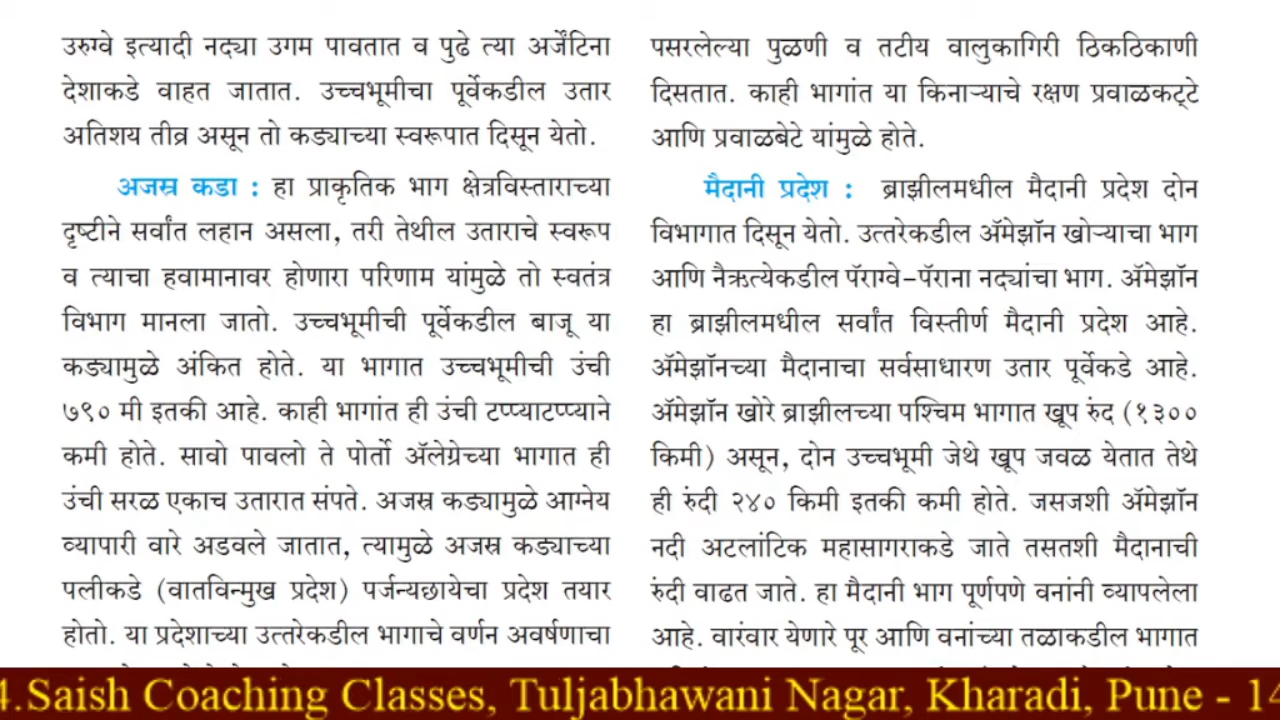 उरुग्वे इत्यादी नद्या उगम पावतात व पुढे त्या अर्जेंटिना
देशाकडे वाहत जातात. उच्चभूमीचा पूर्वेकडील उतार
अतिशय तीव्र असून तो कड्याच्या स्वरूपात दिसून येतो.
अजस्र कडा : हा प्राकृतिक भाग क्षेत्रविस्ताराच्या
दृष्टीने सर्वांत लहान असला, तरी तेथील उताराचे स्वरूप
व त्याचा हवामानावर होणारा परिणाम यांमुळे तो स्वतंत्र
विभाग मानला जातो. उच्चभूमीची पूर्वेकडील बाजू या
कड्यामुळे अंकित होते. या भागात उच्चभूमीची उंची
७९० मी इतकी आहे. काही भागांत ही उंची टप्प्याटप्प्याने
कमी होते. सावो पावलो ते पोर्तो ॲलेग्रेच्या भागात ही
उंची सरळ एकाच उतारात संपते. अजस्र कड्यामुळे आग्नेय
व्यापारी वारे अडवले जातात, त्यामुळे अजस्र कड्याच्या
पलीकडे (वातविन्मुख प्रदेश) पर्जन्यछायेचा प्रदेश तयार
होतो. या प्रदेशाच्या उत्तरेकडील भागाचे वर्णन अवर्षणाचा
पसरलेल्या पुळणी व तटीय वालुकागिरी ठिकठिकाणी
दिसतात. काही भागांत या किनाऱ्याचे रक्षण प्रवाळकट्टे
आणि प्रवाळबेटे यांमुळे होते.
मैदानी प्रदेश : ब्राझीलमधील मैदानी प्रदेश दोन
विभागात दिसून येतो. उत्तरेकडील ॲमेझॉन खोऱ्याचा भाग
आणि नैऋत्येकडील पॅराग्वे-पॅराना नद्यांचा भाग. ॲमेझॉन
हा ब्राझीलमधील सर्वांत विस्तीर्ण मैदानी प्रदेश आहे.
ॲमेझॉनच्या मैदानाचा सर्वसाधारण उतार पूर्वेकडे आहे.
ॲमेझॉन खोरे ब्राझीलच्या पश्चिम भागात खूप रुंद (१३००
किमी) असून, दोन उच्चभूमी जेथे खूप जवळ येतात तेथे
ही रुंदी २४० किमी इतकी कमी होते. जसजशी ॲमेझॉन
नदी अटलांटिक महासागराकडे जाते तसतशी मैदानाची
रुंदी वाढत जाते. हा मैदानी भाग पूर्णपणे वनांनी व्यापलेला
आहे. वारंवार येणारे पूर आणि वनांच्या तळाकडील भागात
4.Saish Coaching Classes, Tuljabhawani Nagar, Kharadi, Pune - 14